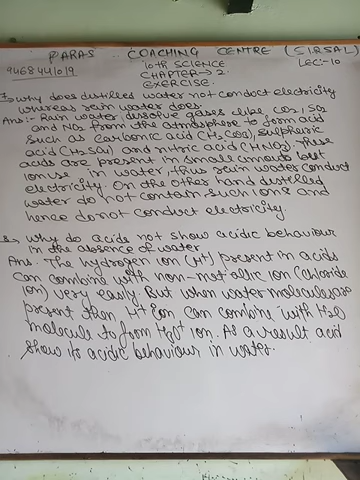 PARAS COACHING CENTRE (SIRSAL)
9468441019 10th SCIENCE LEC:-10
CHAPTER→2.
EXERCISE.
7→ why does distilled water not conduct electricity
whereas rain water does.
Ans:- Rain water, dissolve gases like CO2, SO2
and NO2 from the atmosphere to form acid
such as carbonic acid (H2CO3), sulphuric
acid (H2SO4) and nitric acid (HNO3). These
acids are present in small amounts but
ionise in water, thus rain water conduct
electricity. On the other hand distilled
water do not contain such ions and
hence do not conduct electricity.
8→ why do acids not show acidic behaviour
in the absence of water.
Ans. The hydrogen ion (H+) present in acids
can combine with non-metallic ion (chloride
ion) very easily. But when water molecules are
present then H+ ion can combine with H2O
molecule to form H3O+ ion. As a result acid
show its acidic behaviour in water.